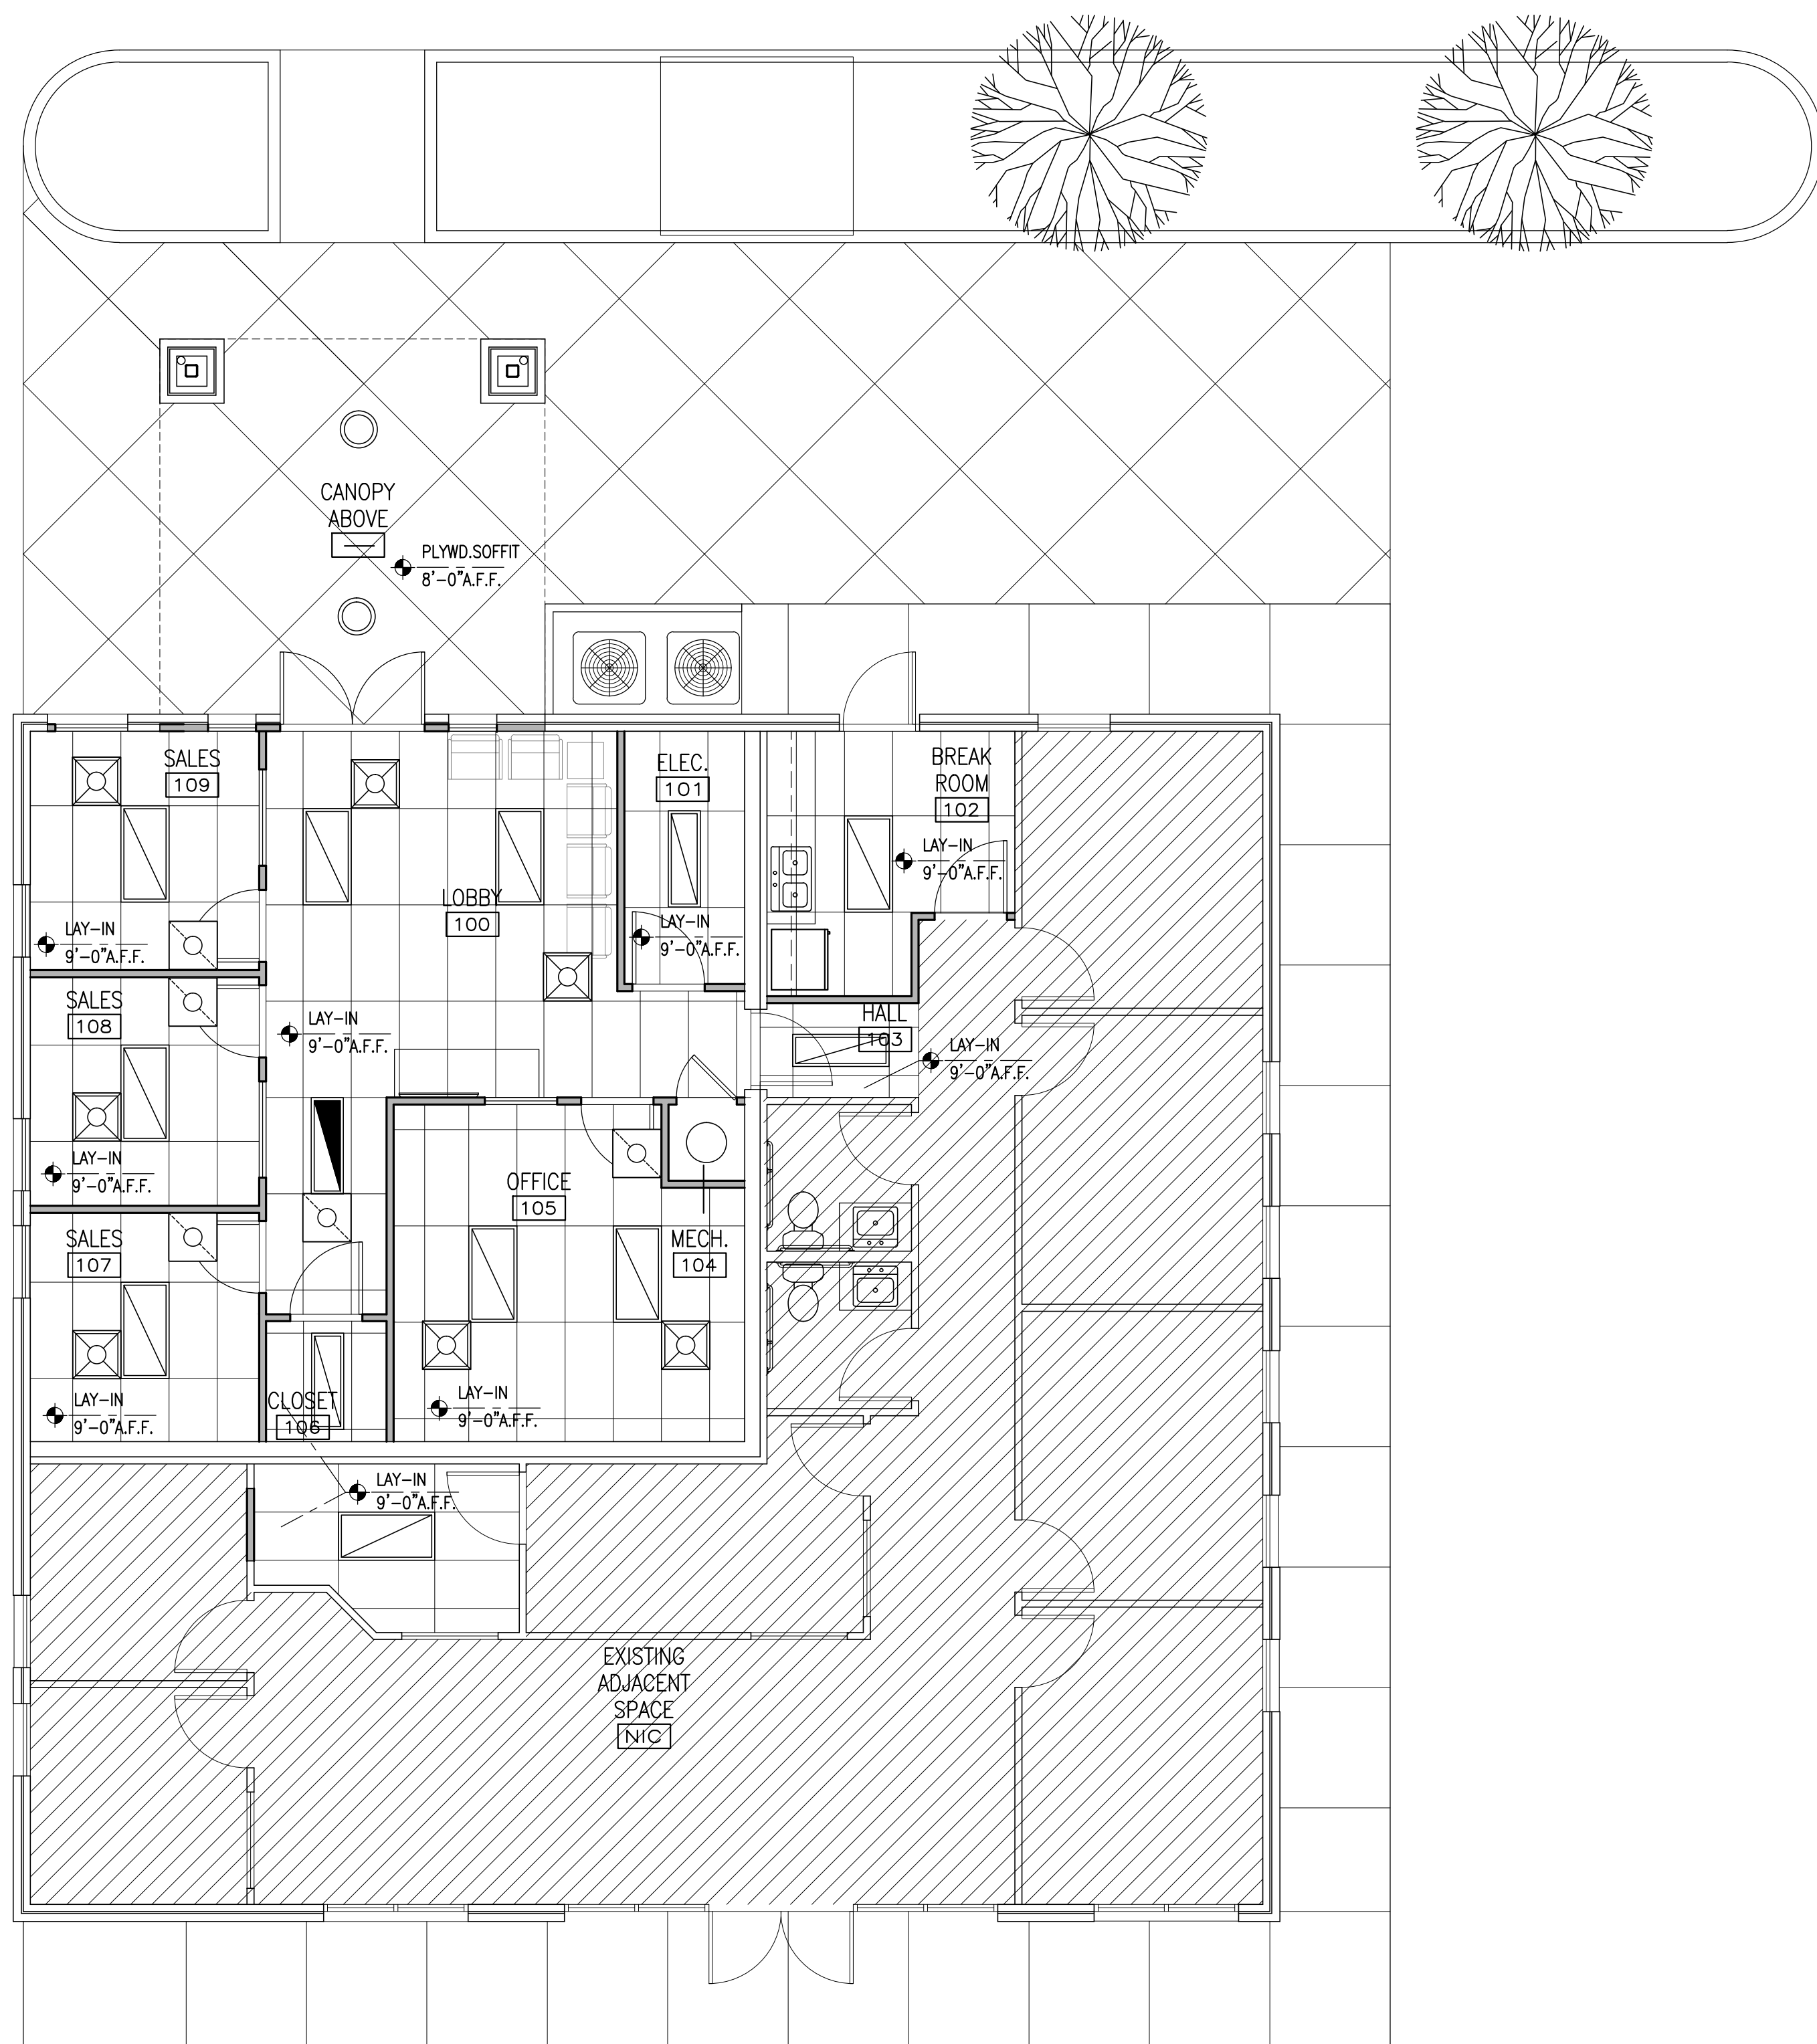 CANOPY
ABOVE
PLYWD.SOFFIT
8'-0"A.F.F.
SALES
109
LAY-IN
9'-0"A.F.F.
LOBBY
100
LAY-IN
9'-0"A.F.F.
ELEC.
101
LAY-IN
9'-0"A.F.F.
BREAK
ROOM
102
LAY-IN
9'-0"A.F.F.
SALES
108
LAY-IN
9'-0"A.F.F.
HALL
103
LAY-IN
9'-0"A.F.F.
OFFICE
105
LAY-IN
9'-0"A.F.F.
MECH.
104
SALES
107
LAY-IN
9'-0"A.F.F.
CLOSET
106
LAY-IN
9'-0"A.F.F.
EXISTING
ADJACENT
SPACE
NIC